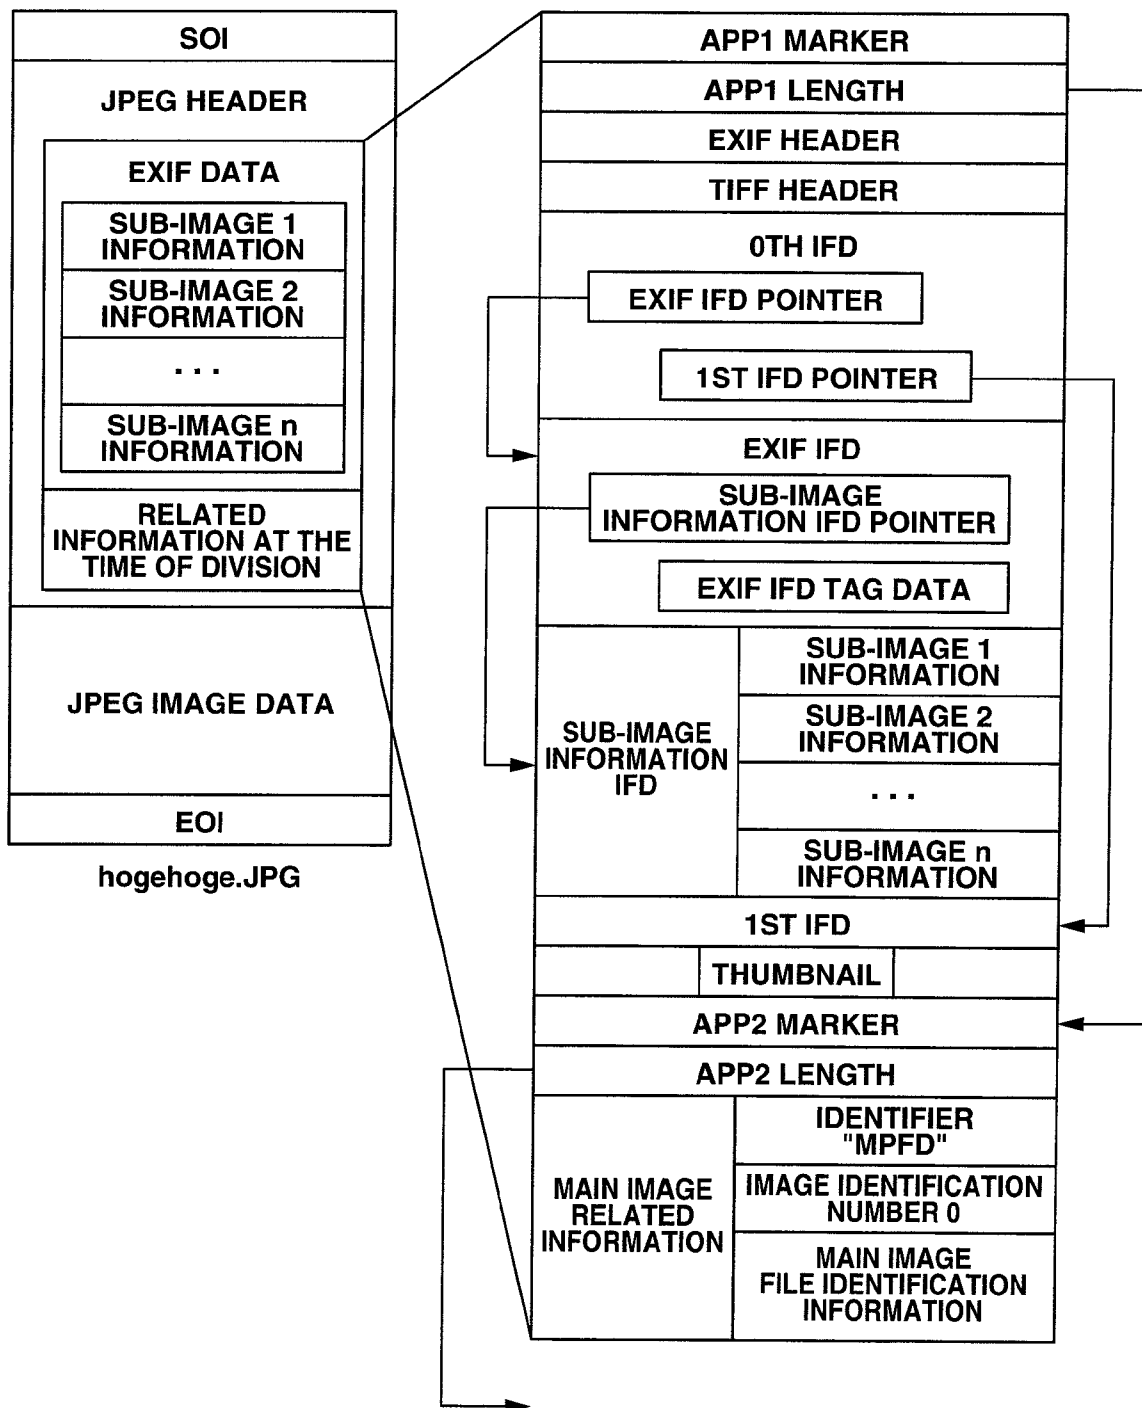 SOI
JPEG HEADER
EXIF DATA
SUB-IMAGE 1
INFORMATION
SUB-IMAGE 2
INFORMATION
...
SUB-IMAGE n
INFORMATION
RELATED
INFORMATION AT THE
TIME OF DIVISION
JPEG IMAGE DATA
EOI
hogehoge.JPG
APP1 MARKER
APP1 LENGTH
EXIF HEADER
TIFF HEADER
0TH IFD
EXIF IFD POINTER
1ST IFD POINTER
EXIF IFD
SUB-IMAGE
INFORMATION IFD POINTER
EXIF IFD TAG DATA
SUB-IMAGE
INFORMATION
IFD
SUB-IMAGE 1
INFORMATION
SUB-IMAGE 2
INFORMATION
...
SUB-IMAGE n
INFORMATION
1ST IFD
THUMBNAIL
APP2 MARKER
APP2 LENGTH
MAIN IMAGE
RELATED
INFORMATION
IDENTIFIER
"MPFD"
IMAGE IDENTIFICATION
NUMBER 0
MAIN IMAGE
FILE IDENTIFICATION
INFORMATION